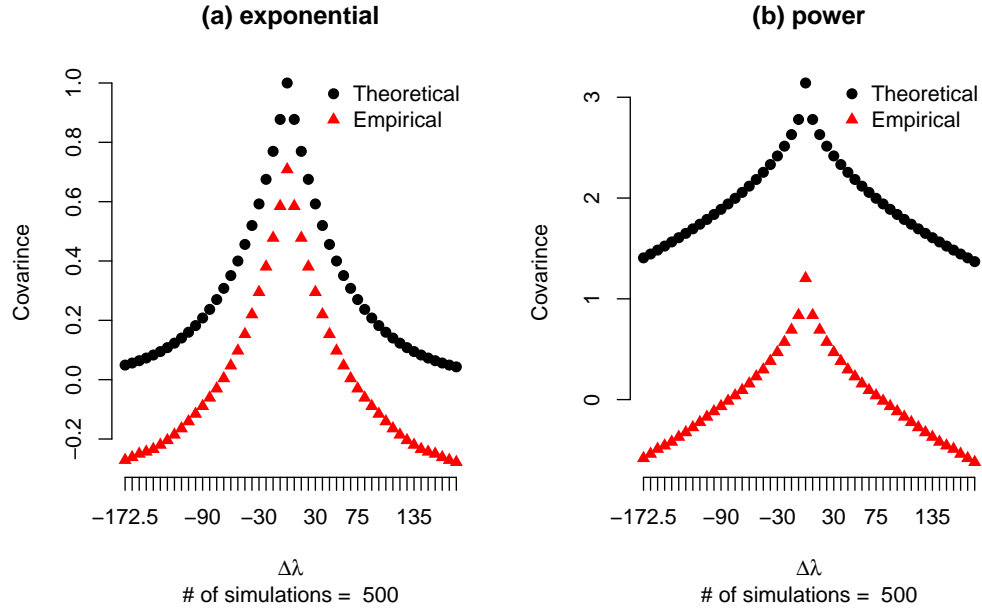 (a) exponential
Covarince
1.0
0.8
0.6
0.4
0.2
0.0
−0.2
Theoretical
Empirical
−172.5 −90 −30 30 75 135
Δλ
# of simulations = 500
(b) power
Covarince
3
2
1
0
Theoretical
Empirical
−172.5 −90 −30 30 75 135
Δλ
# of simulations = 500